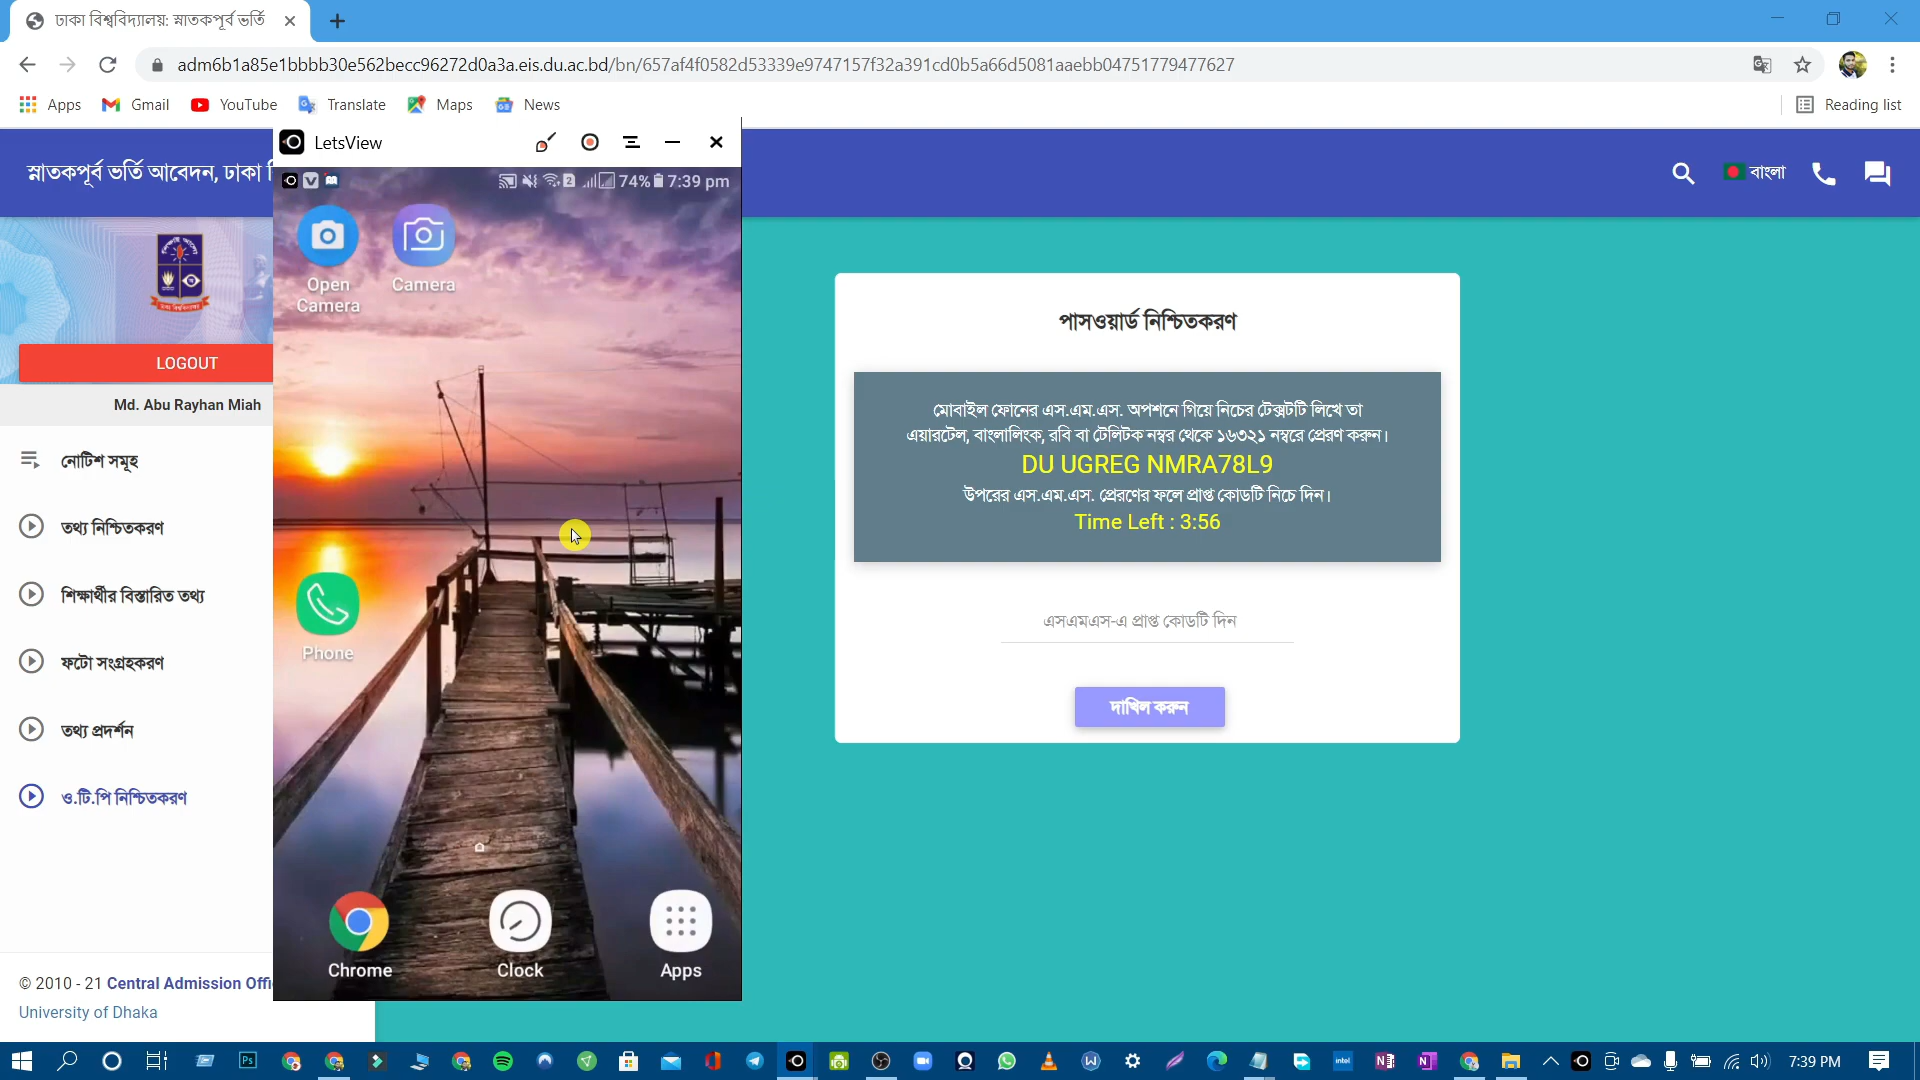 ঢাকা বিশ্ববিদ্যালয়: স্নাতকপূর্ব ভর্তি
adm6b1a85e1bbbb30e562becc96272d0a3a.eis.du.ac.bd/bn/657af4f0582d53339e9747157f32a391cd0b5a66d5081aaebb04751779477627
Apps Gmail YouTube Translate Maps News Reading list
LetsView
স্নাতকপূর্ব ভর্তি আবেদন, ঢাকা
বাংলা
2 74% 7:39 pm
Open Camera
Camera
LOGOUT
Md. Abu Rayhan Miah
নোটিশ সমূহ
তথ্য নিশ্চিতকরণ
শিক্ষার্থীর বিস্তারিত তথ্য
ফটো সংগ্রহকরণ
তথ্য প্রদর্শন
ও.টি.পি নিশ্চিতকরণ
Phone
Chrome Clock Apps
পাসওয়ার্ড নিশ্চিতকরণ
মোবাইল ফোনের এস.এম.এস. অপশনে গিয়ে নিচের টেক্সটটি লিখে তা
এয়ারটেল, বাংলালিংক, রবি বা টেলিটক নম্বর থেকে ১৬৩২১ নম্বরে প্রেরণ করুন।
DU UGREG NMRA78L9
উপরের এস.এম.এস. প্রেরণের ফলে প্রাপ্ত কোডটি নিচে দিন।
Time Left : 3:56
এসএমএস-এ প্রাপ্ত কোডটি দিন
দাখিল করুন
© 2010 - 21 Central Admission Offi
University of Dhaka
7:39 PM